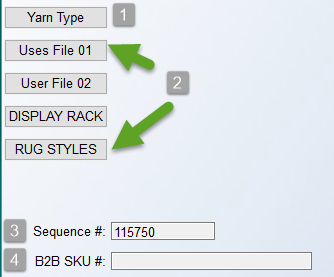 Yarn Type 1
Uses File 01
User File 02 2
DISPLAY RACK
RUG STYLES
3 Sequence #: 115750
4 B2B SKU #: